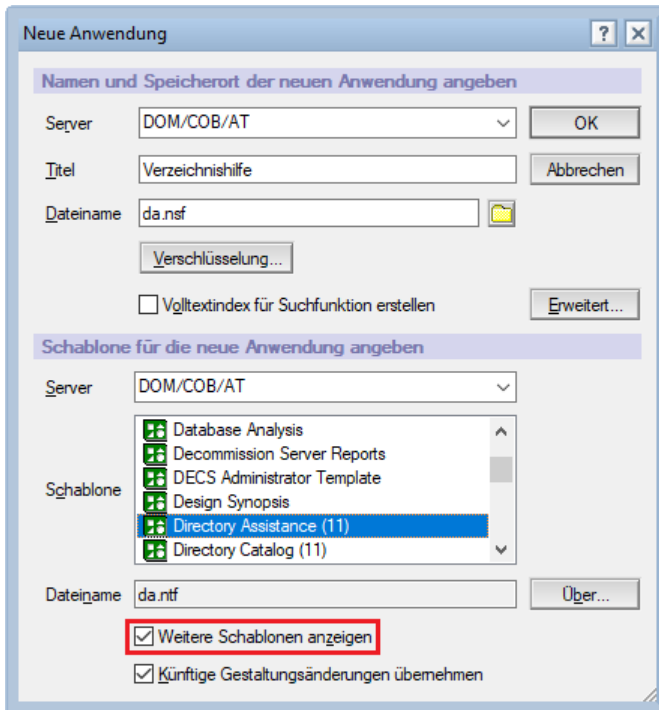 Neue Anwendung
Namen und Speicherort der neuen Anwendung angeben
Server DOM/COB/AT OK
Titel Verzeichnishilfe Abbrechen
Dateiname da.nsf
Verschlüsselung...
Volltextindex für Suchfunktion erstellen Erweitert...
Schablone für die neue Anwendung angeben
Server DOM/COB/AT
Database Analysis
Decommission Server Reports
DECS Administrator Template
Schablone Design Synopsis
Directory Assistance (11)
Directory Catalog (11)
Dateiname da.ntf Über...
Weitere Schablonen anzeigen
Künftige Gestaltungsänderungen übernehmen